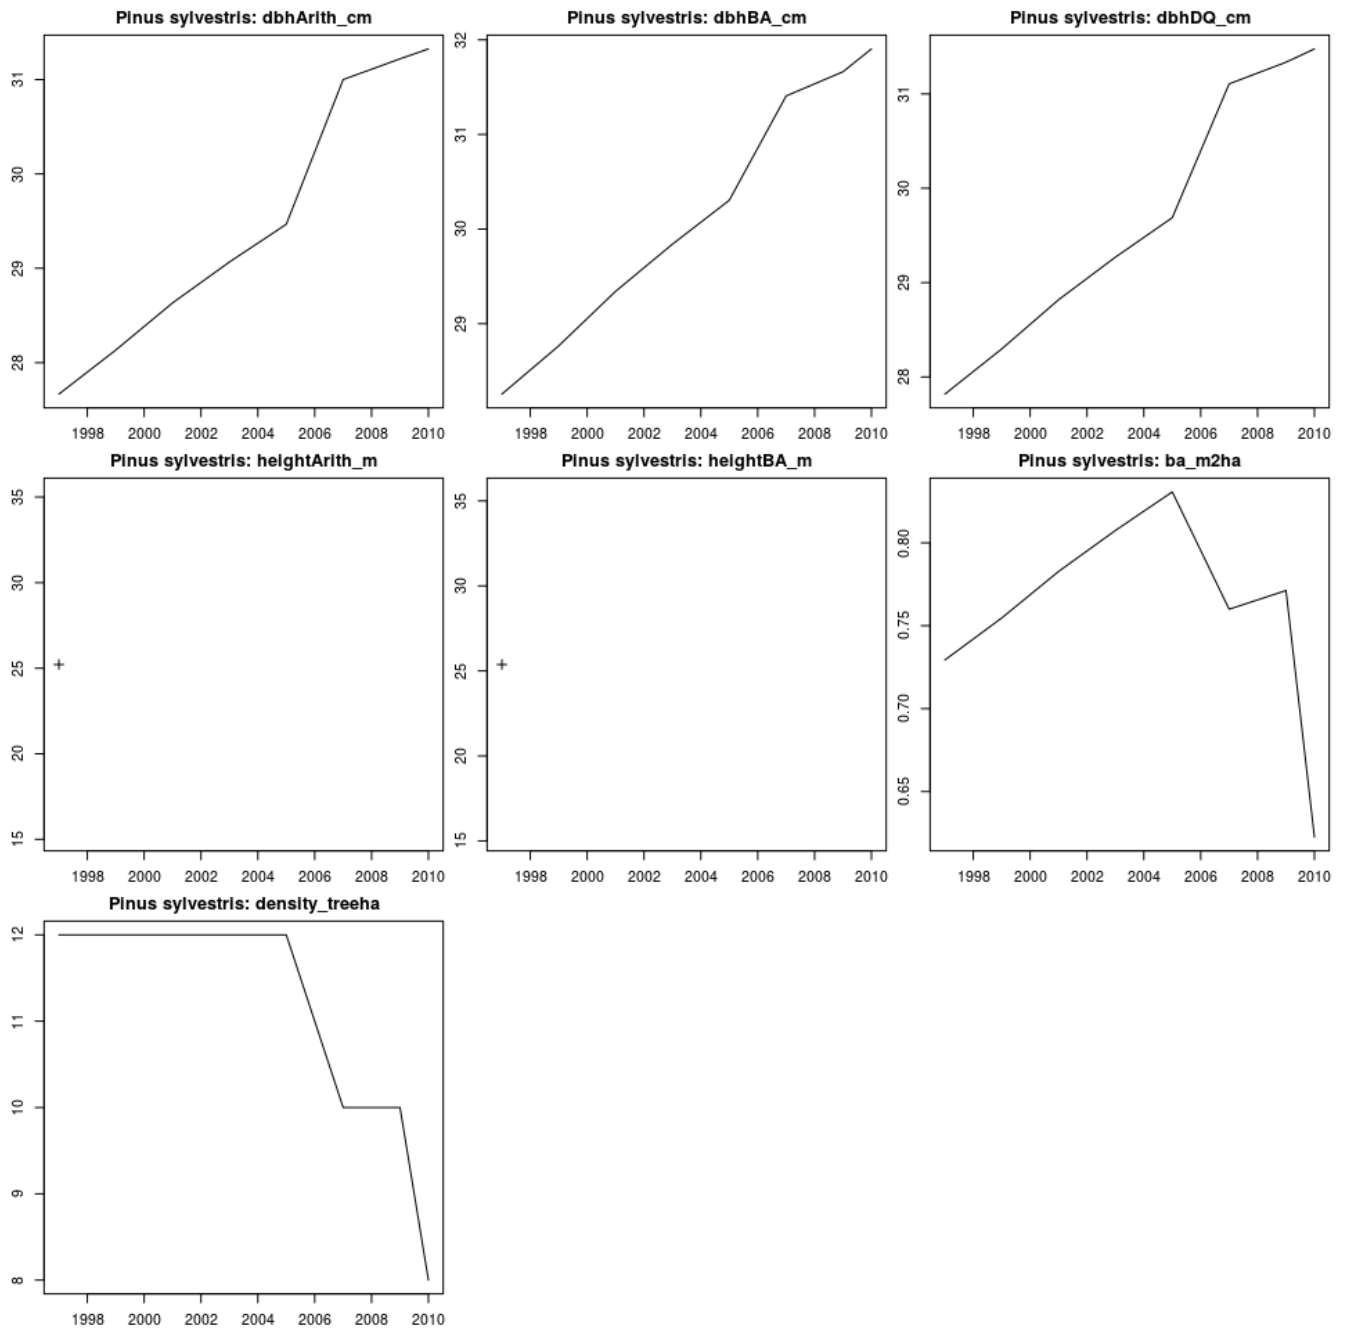 Pinus sylvestris: dbhArith_cm
31
30
29
28
1998 2000 2002 2004 2006 2008 2010
Pinus sylvestris: dbhBA_cm
32
31
30
29
1998 2000 2002 2004 2006 2008 2010
Pinus sylvestris: dbhDQ_cm
31
30
29
28
1998 2000 2002 2004 2006 2008 2010
Pinus sylvestris: heightArith_m
35
30
25
20
15
1998 2000 2002 2004 2006 2008 2010
Pinus sylvestris: heightBA_m
35
30
25
20
15
1998 2000 2002 2004 2006 2008 2010
Pinus sylvestris: ba_m2ha
0.80
0.75
0.70
0.65
1998 2000 2002 2004 2006 2008 2010
Pinus sylvestris: density_treeha
12
11
10
9
8
1998 2000 2002 2004 2006 2008 2010